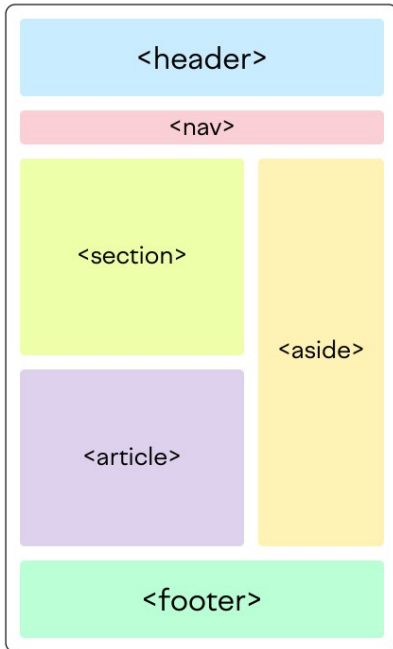 <header>
<nav>
<section>
<aside>
<article>
<footer>